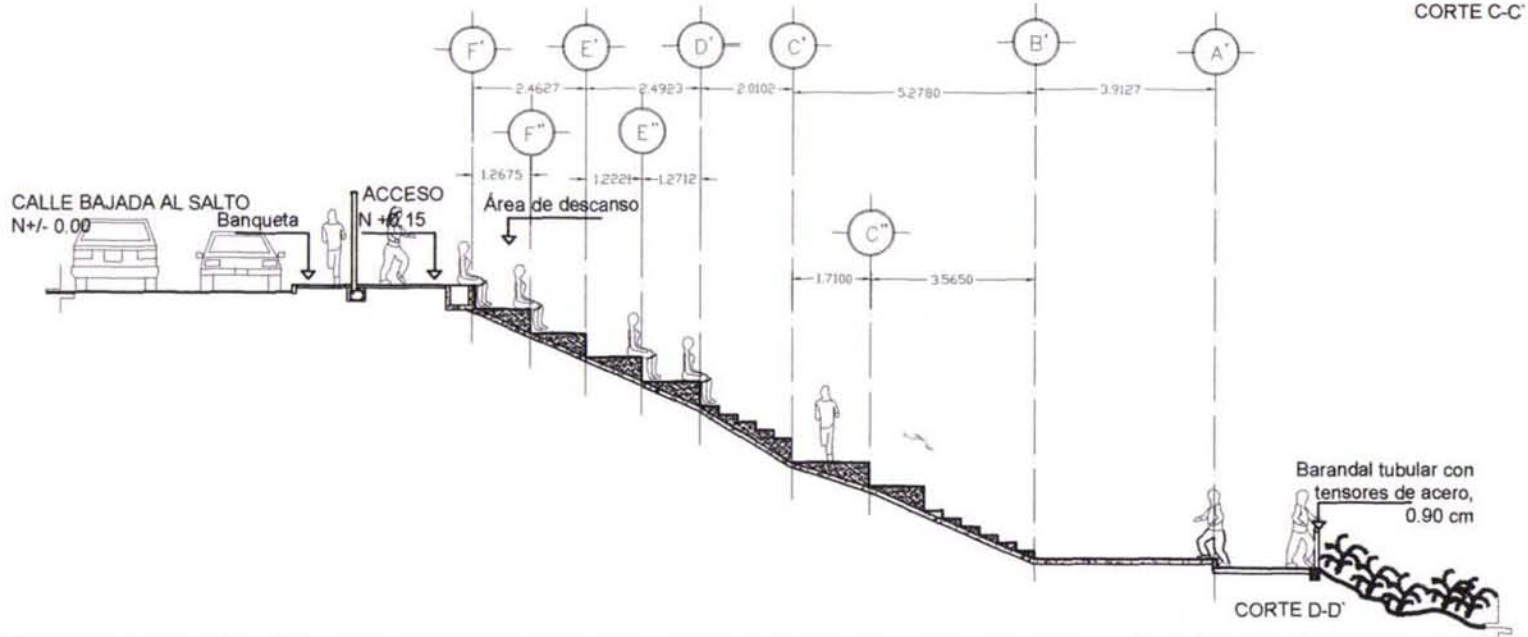 CORTE C-C'
F' E' D' C' B' A'
2.4627 2.4923 2.0102 5.2780 3.9127
F'' E''
1.2675 1.2221 1.2712
CALLE BAJADA AL SALTO
N+/- 0.00
Banqueta
ACCESO
N +0.15
Área de descanso
C''
1.7100 3.5650
Barandal tubular con
tensores de acero,
0.90 cm
CORTE D-D'